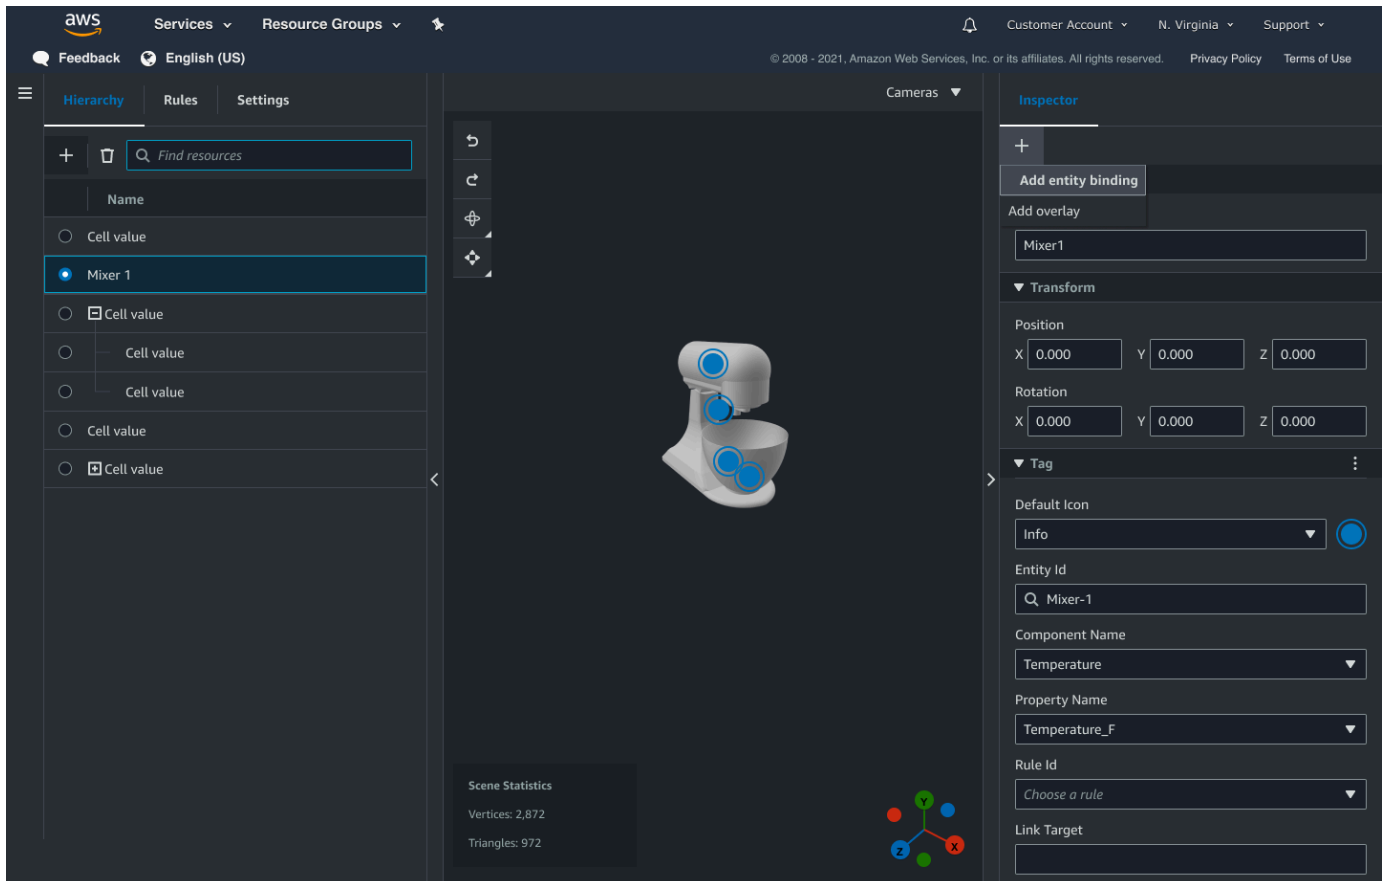 aws
Services
Resource Groups
Customer Account
N. Virginia
Support
Feedback
English (US)
© 2008 - 2021, Amazon Web Services, Inc. or its affiliates. All rights reserved.
Privacy Policy
Terms of Use
Hierarchy
Rules
Settings
Find resources
Name
Cell value
Mixer 1
Cell value
Cell value
Cell value
Cell value
Cell value
Cameras
Scene Statistics
Vertices: 2,872
Triangles: 972
Y
Z
X
Inspector
Add entity binding
Add overlay
Mixer1
Transform
Position
X 0.000 Y 0.000 Z 0.000
Rotation
X 0.000 Y 0.000 Z 0.000
Tag
Default Icon
Info
Entity Id
Mixer-1
Component Name
Temperature
Property Name
Temperature_F
Rule Id
Choose a rule
Link Target